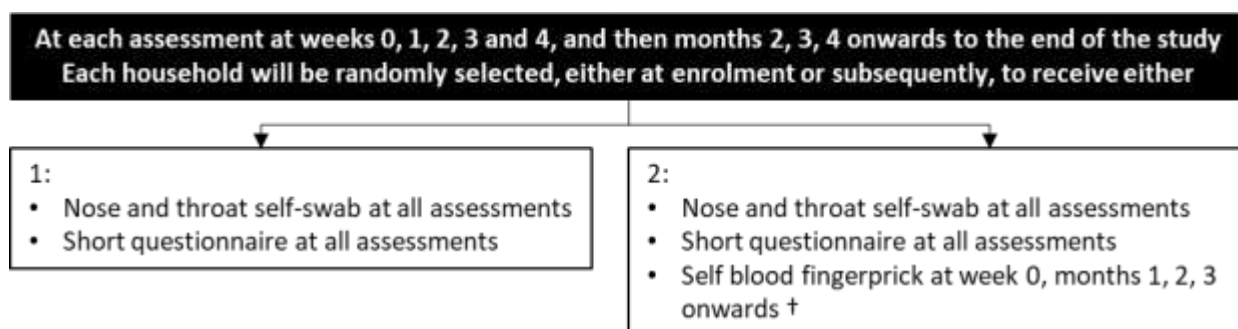 At each assessment at weeks 0, 1, 2, 3 and 4, and then months 2, 3, 4 onwards to the end of the study
Each household will be randomly selected, either at enrolment or subsequently, to receive either
1:
• Nose and throat self-swab at all assessments
• Short questionnaire at all assessments
2:
• Nose and throat self-swab at all assessments
• Short questionnaire at all assessments
• Self blood fingerprick at week 0, months 1, 2, 3
onwards †